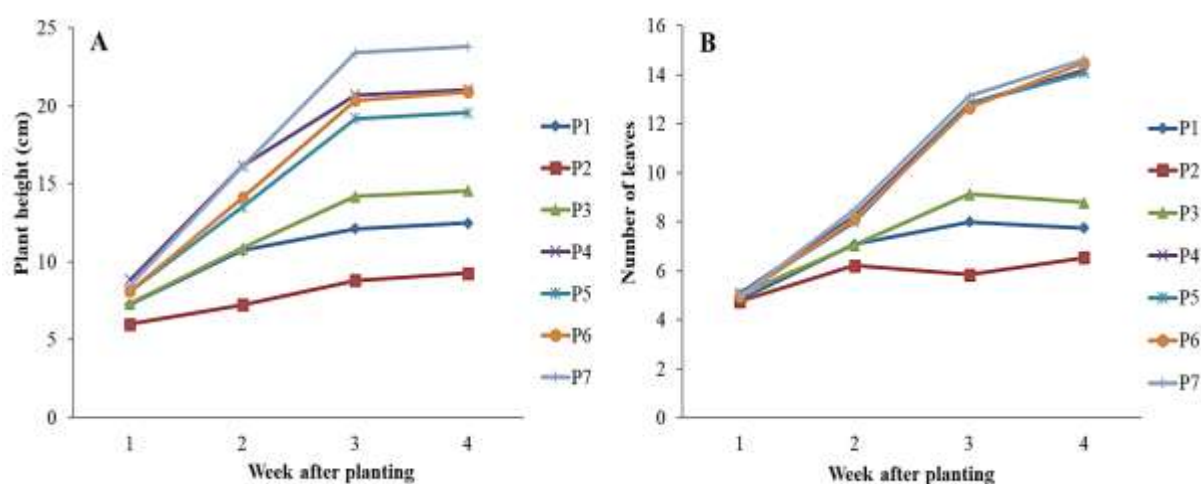 A
Plant height (cm)
25
20
15
10
5
0
1 2 3 4
Week after planting
P1
P2
P3
P4
P5
P6
P7
B
Number of leaves
16
14
12
10
8
6
4
2
0
1 2 3 4
Week after planting
P1
P2
P3
P4
P5
P6
P7